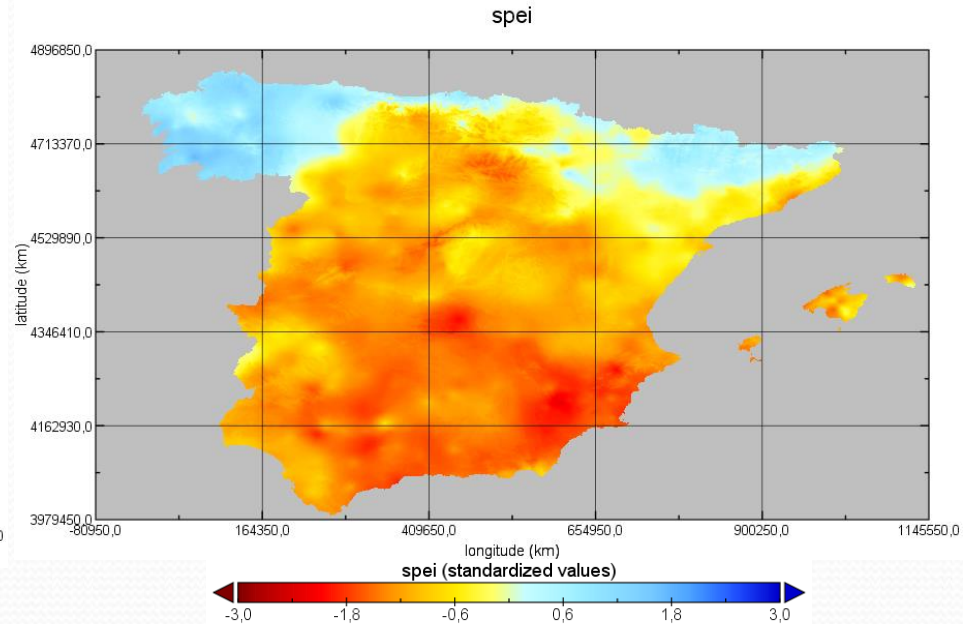 spei
4896850,0
4713370,0
4529890,0
4346410,0
4162930,0
3979450,0
latitude (km)
-80950,0 164350,0 409650,0 654950,0 900250,0 1145550,0
longitude (km)
spei (standardized values)
-3,0 -1,8 -0,6 0,6 1,8 3,0
0